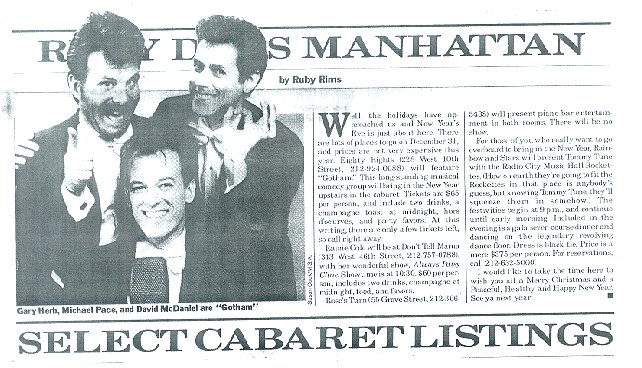 R Y D S MANHATTAN
by Ruby Rims
Well the holidays have ap-
proached us and New Year's
Eve is just about here. There
are lots of places to go on December 31,
and prices are not very expensive this
year. Eighty Eights (228 West 10th
Street, 212-924-0088) will feature
"Gotham." This long standing musical
comedy group will bring in the New Year
upstairs in the cabaret. Tickets are $65
per person, and include two drinks, a
champagne toast at midnight, hors
d'oeuvres, and party favors. At this
writing, there are only a few tickets left,
so call right away.
Cole will be at Don't Tell Mama
(343 West 46th Street, 212-757-0788),
with her wonderful show, Always Patsy
Cline. Show time is at 10:30. $60 per per-
son, includes two drinks, champagne at
midnight, food, and favors.
Rose's Turn (55 Grove Street, 212-366-
5438) will present piano bar entertain-
ment in both rooms. There will be no
show.
For those of you who really want to go
overboard to bring in the New Year, Rain-
bow and Stars will present Tommy Tune
with the Radio City Music Hall Rocket-
tes. (How on earth they're going to fit the
Rockettes in that place is anybody's
guess, but knowing Tommy Tune they'll
squeeze them in somehow.) The
festivities begin at 9 p.m., and continue
until early morning. Included in the
evening is a gala seven course dinner and
dancing on the legendary revolving
dance floor. Dress is black tie. Price is a
mere $375 per person. For reservations,
call 212-632-5000.
I would like to take the time here to
wish you all a Merry Christmas and a
Peaceful, Healthy and Happy New Year.
See ya next year.
Gary Herb, Michael Pace, and David McDaniel are "Gotham"
SELECT CABARET LISTINGS